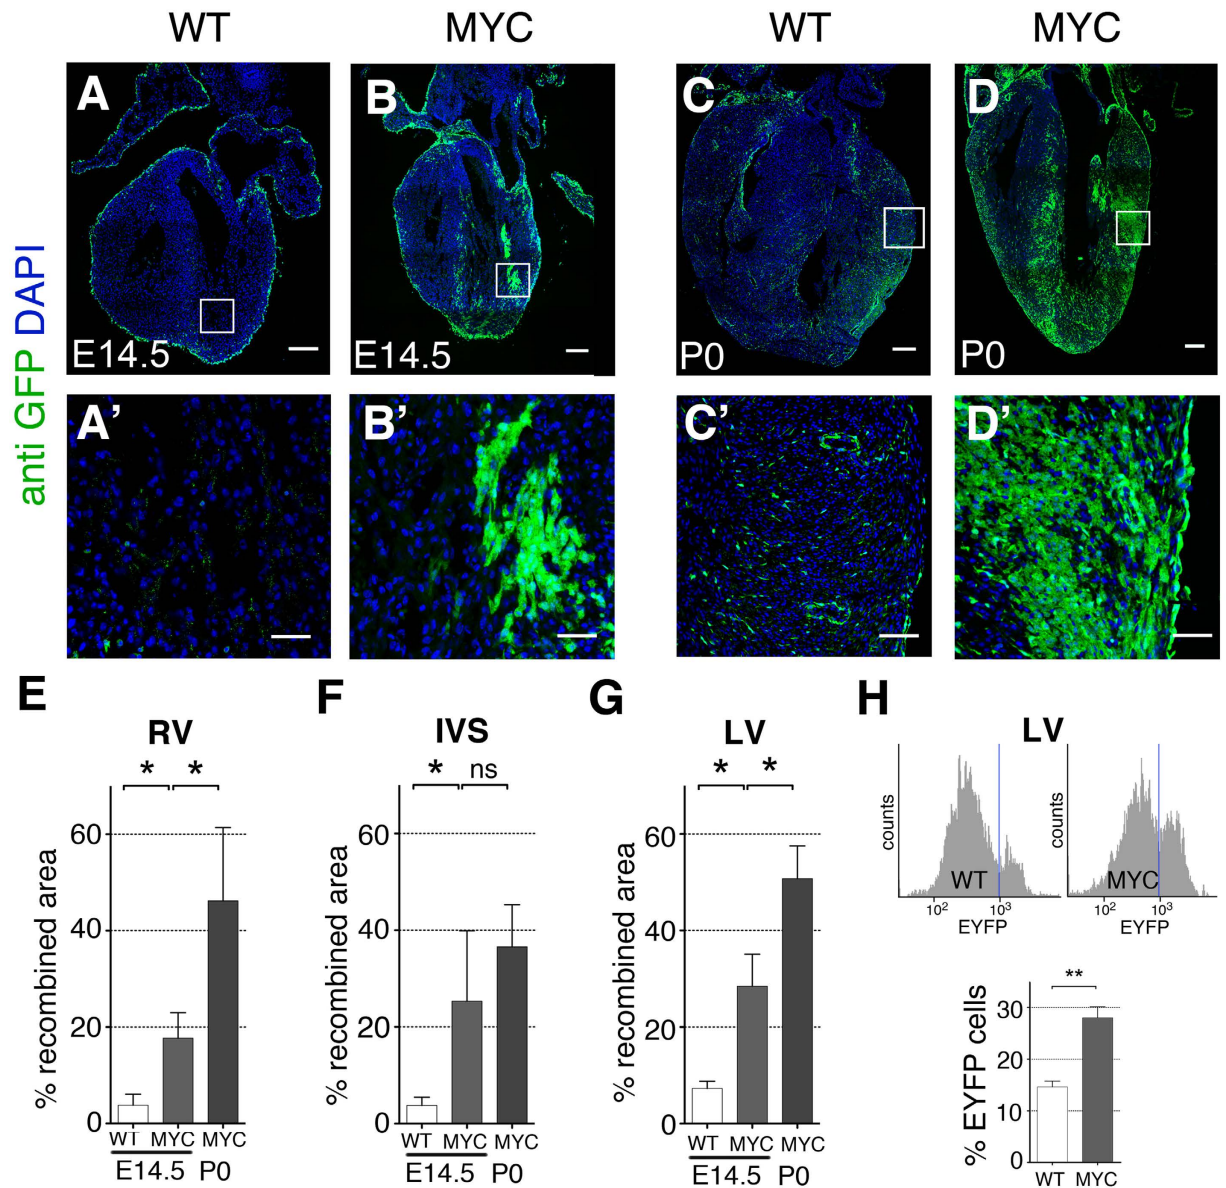 WT MYC WT MYC
anti GFP DAPI
A B C D
E14.5 E14.5 P0 P0
A’ B’ C’ D’
E F G H
RV IVS LV LV
* *
* ns
* *
% recombined area
60
40
20
0
WT MYC MYC
E14.5 P0
% recombined area
60
40
20
0
WT MYC MYC
E14.5 P0
% recombined area
60
40
20
0
WT MYC MYC
E14.5 P0
counts
WT
10² 10³
EYFP
counts
MYC
10² 10³
EYFP
**
% EYFP cells
30
20
10
0
WT MYC